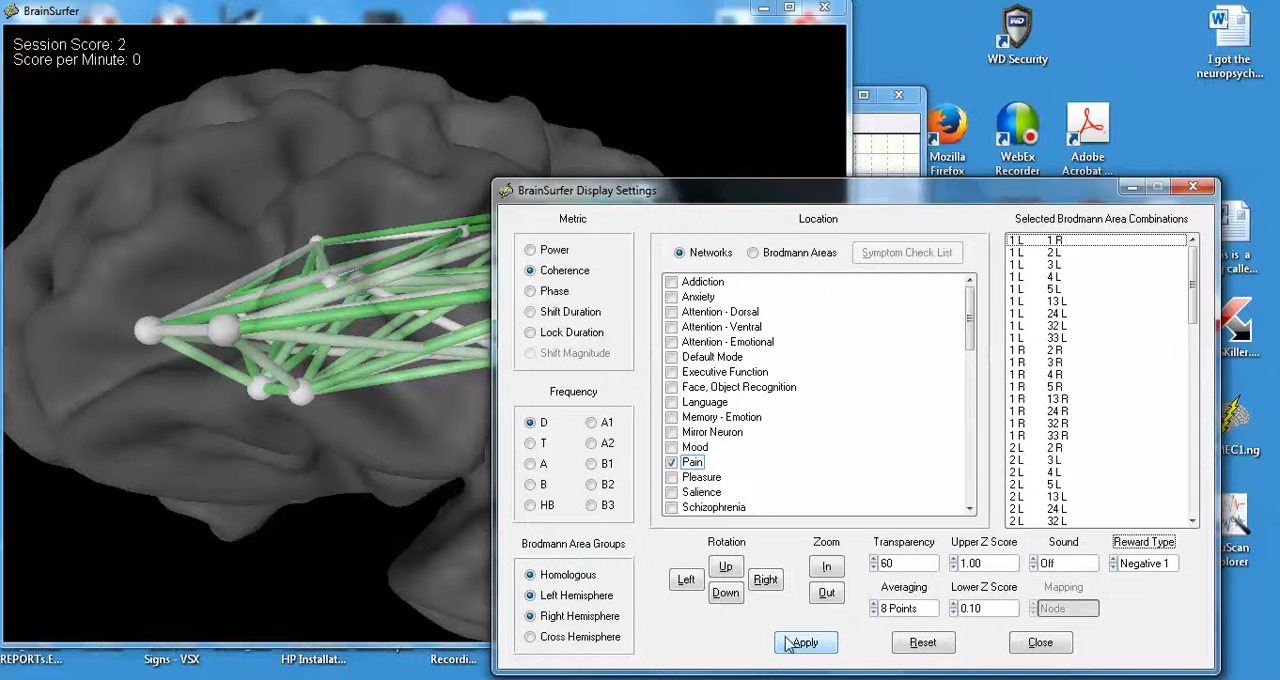 BrainSurfer
Session Score: 2
Score per Minute: 0
WD Security
I got the
neuropsych...
Mozilla
Firefox
WebEx
Recorder
Adobe
Acrobat ...
BrainSurfer Display Settings
Metric
Power
Coherence
Phase
Shift Duration
Lock Duration
Shift Magnitude
Frequency
D
A1
T
A2
A
B1
B
B2
HB
B3
Brodmann Area Groups
Homologous
Left Hemisphere
Right Hemisphere
Cross Hemisphere
Location
Networks
Brodmann Areas
Symptom Check List
Addiction
Anxiety
Attention - Dorsal
Attention - Ventral
Attention - Emotional
Default Mode
Executive Function
Face, Object Recognition
Language
Memory - Emotion
Mirror Neuron
Mood
Pain
Pleasure
Salience
Schizophrenia
Selected Brodmann Area Combinations
1 L 1 R
1 L 2 L
1 L 3 L
1 L 4 L
1 L 5 L
1 L 13 L
1 L 24 L
1 L 32 L
1 L 33 L
1 R 2 R
1 R 3 R
1 R 4 R
1 R 5 R
1 R 13 R
1 R 24 R
1 R 32 R
1 R 33 R
2 L 2 R
2 L 3 L
2 L 4 L
2 L 5 L
2 L 13 L
2 L 24 L
2 L 32 L
Rotation
Up
Left
Right
Down
Zoom
In
Out
Transparency
60
Upper Z Score
1.00
Sound
Off
Reward Type
Negative 1
Averaging
8 Points
Lower Z Score
0.10
Mapping
Node
Apply
Reset
Close
REPORTs.E...
Signs - VSX
HP Installat...
Recordi...